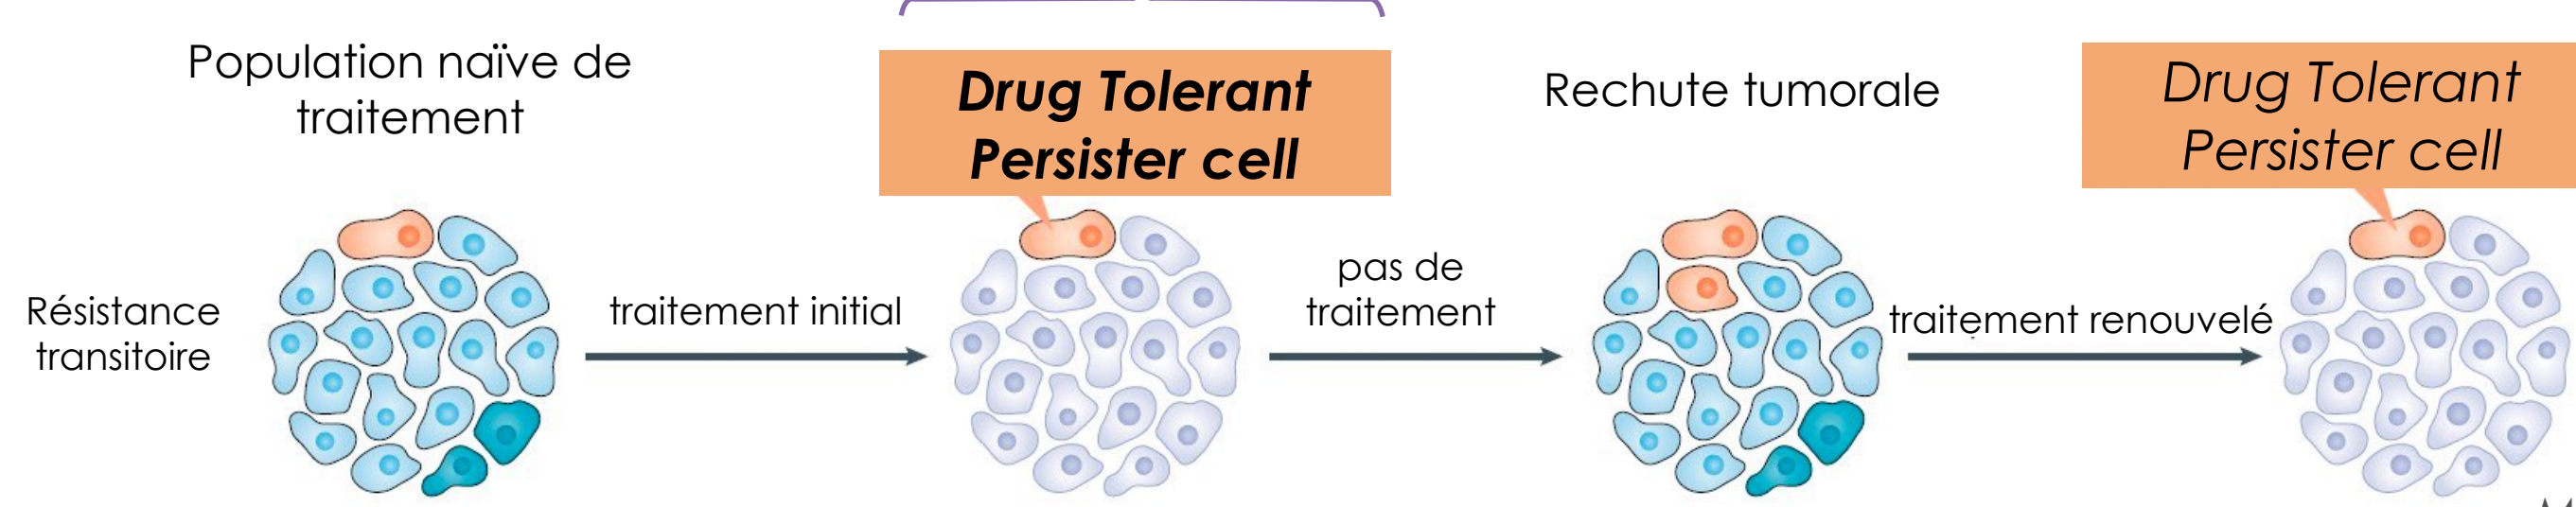 Population naïve de
traitement
Drug Tolerant
Persister cell
Rechute tumorale
Drug Tolerant
Persister cell
Résistance
transitoire
traitement initial
pas de
traitement
traitement renouvelé